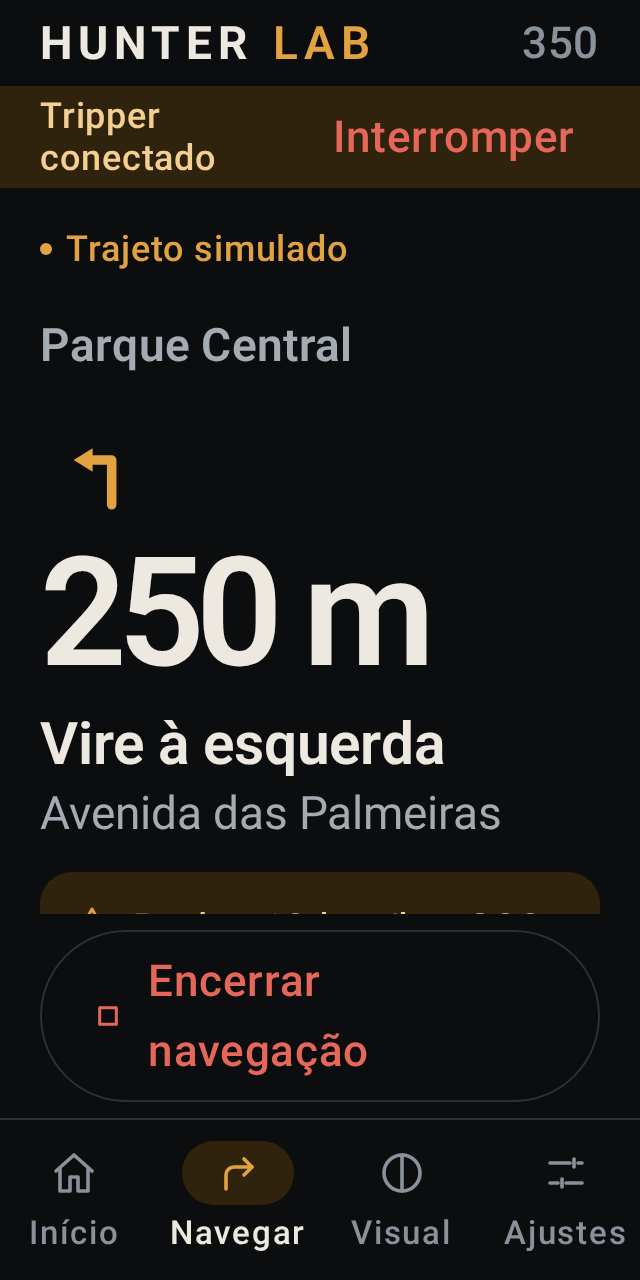 HUNTER LAB 350
Tripper
conectado
Interromper
Trajeto simulado
Parque Central
250 m
Vire à esquerda
Avenida das Palmeiras
Encerrar
navegação
Início Navegar Visual Ajustes